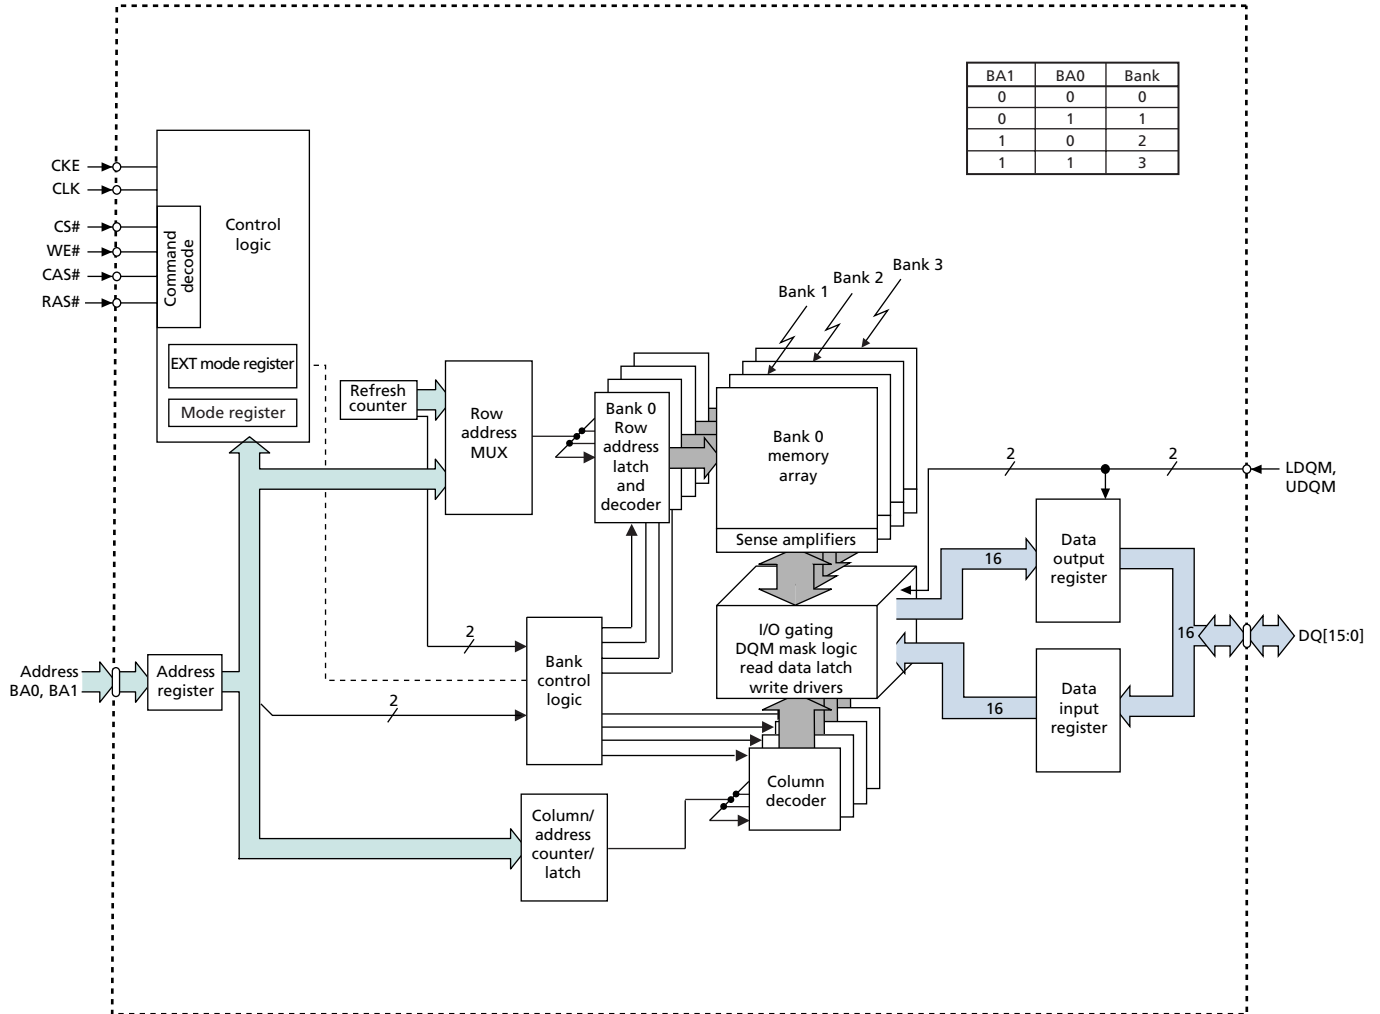 BA1 BA0 Bank
0 0 0
0 1 1
1 0 2
1 1 3
CKE
CLK
CS#
WE#
CAS#
RAS#
Command
decode
Control
logic
EXT mode register
Mode register
Refresh
counter
Row
address
MUX
Bank 0
Row
address
latch
and
decoder
Bank 1
Bank 2
Bank 3
Bank 0
memory
array
Sense amplifiers
2
2
LDQM,
UDQM
Data
output
register
16
I/O gating
DQM mask logic
read data latch
write drivers
16
DQ[15:0]
Data
input
register
16
Address
BA0, BA1
Address
register
2
2
Bank
control
logic
Column
decoder
Column/
address
counter/
latch